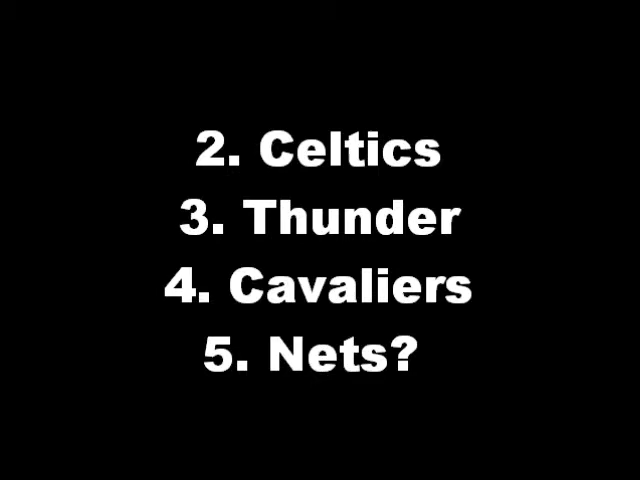 2. Celtics
3. Thunder
4. Cavaliers
5. Nets?